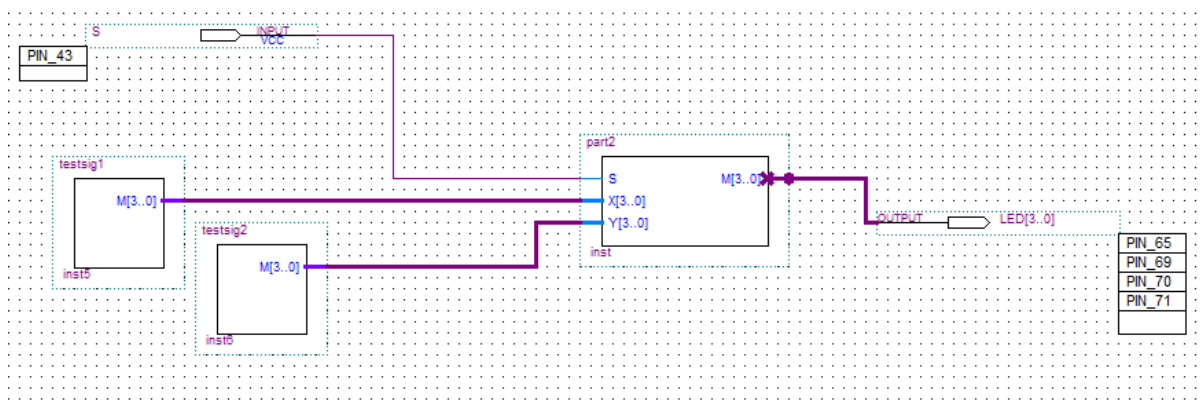 S
INPUT
VCC
PIN_43
testsig1
M[3..0]
inst5
testsig2
M[3..0]
inst6
part2
S
M[3..0]
X[3..0]
Y[3..0]
inst
OUTPUT
LED[3..0]
PIN_65
PIN_69
PIN_70
PIN_71